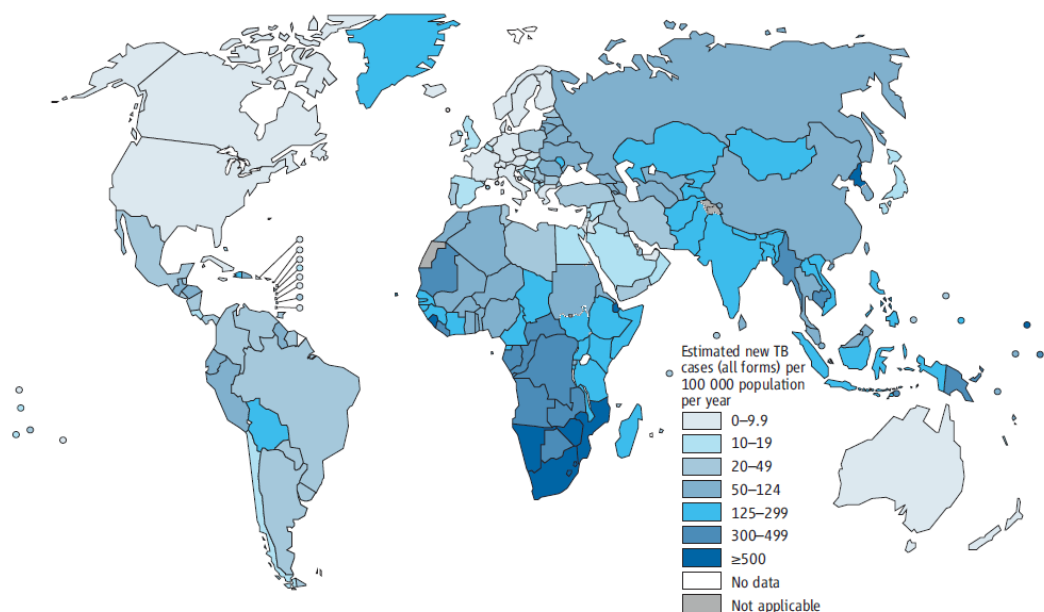 Estimated new TB
cases (all forms) per
100 000 population
per year
0–9.9
10–19
20–49
50–124
125–299
300–499
≥500
No data
Not applicable